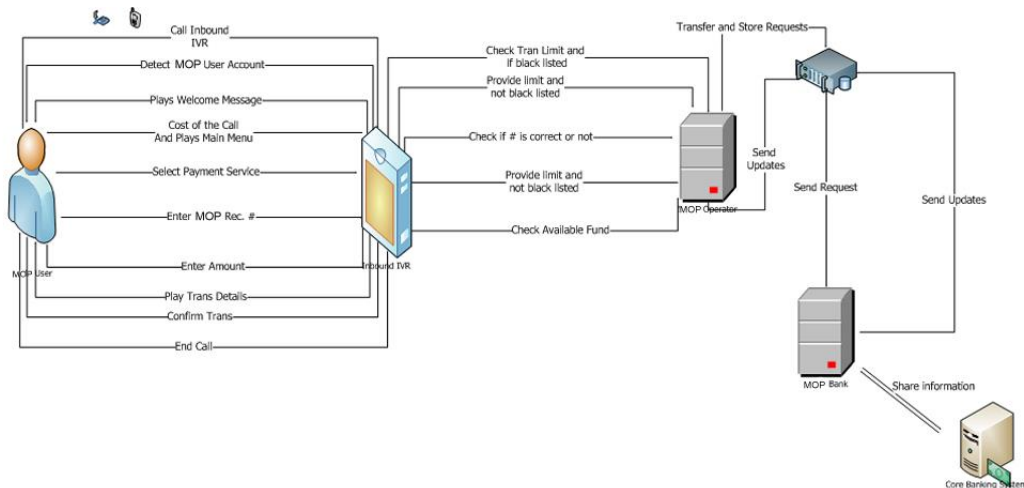 Call Inbound
IVR
Detect MOP User Account
Plays Welcome Message
Cost of the Call
And Plays Main Menu
Select Payment Service
Enter MOP Rec. #
Enter Amount
Play Trans Details
Confirm Trans
End Call
MOP User
Inbound IVR
Check Tran Limit and
if black listed
Provide limit and
not black listed
Check if # is correct or not
Provide limit and
not black listed
Check Available Fund
MOP Operator
Transfer and Store Requests
Send
Updates
Send Request
Send Updates
MOP Bank
Share information
Core Banking System